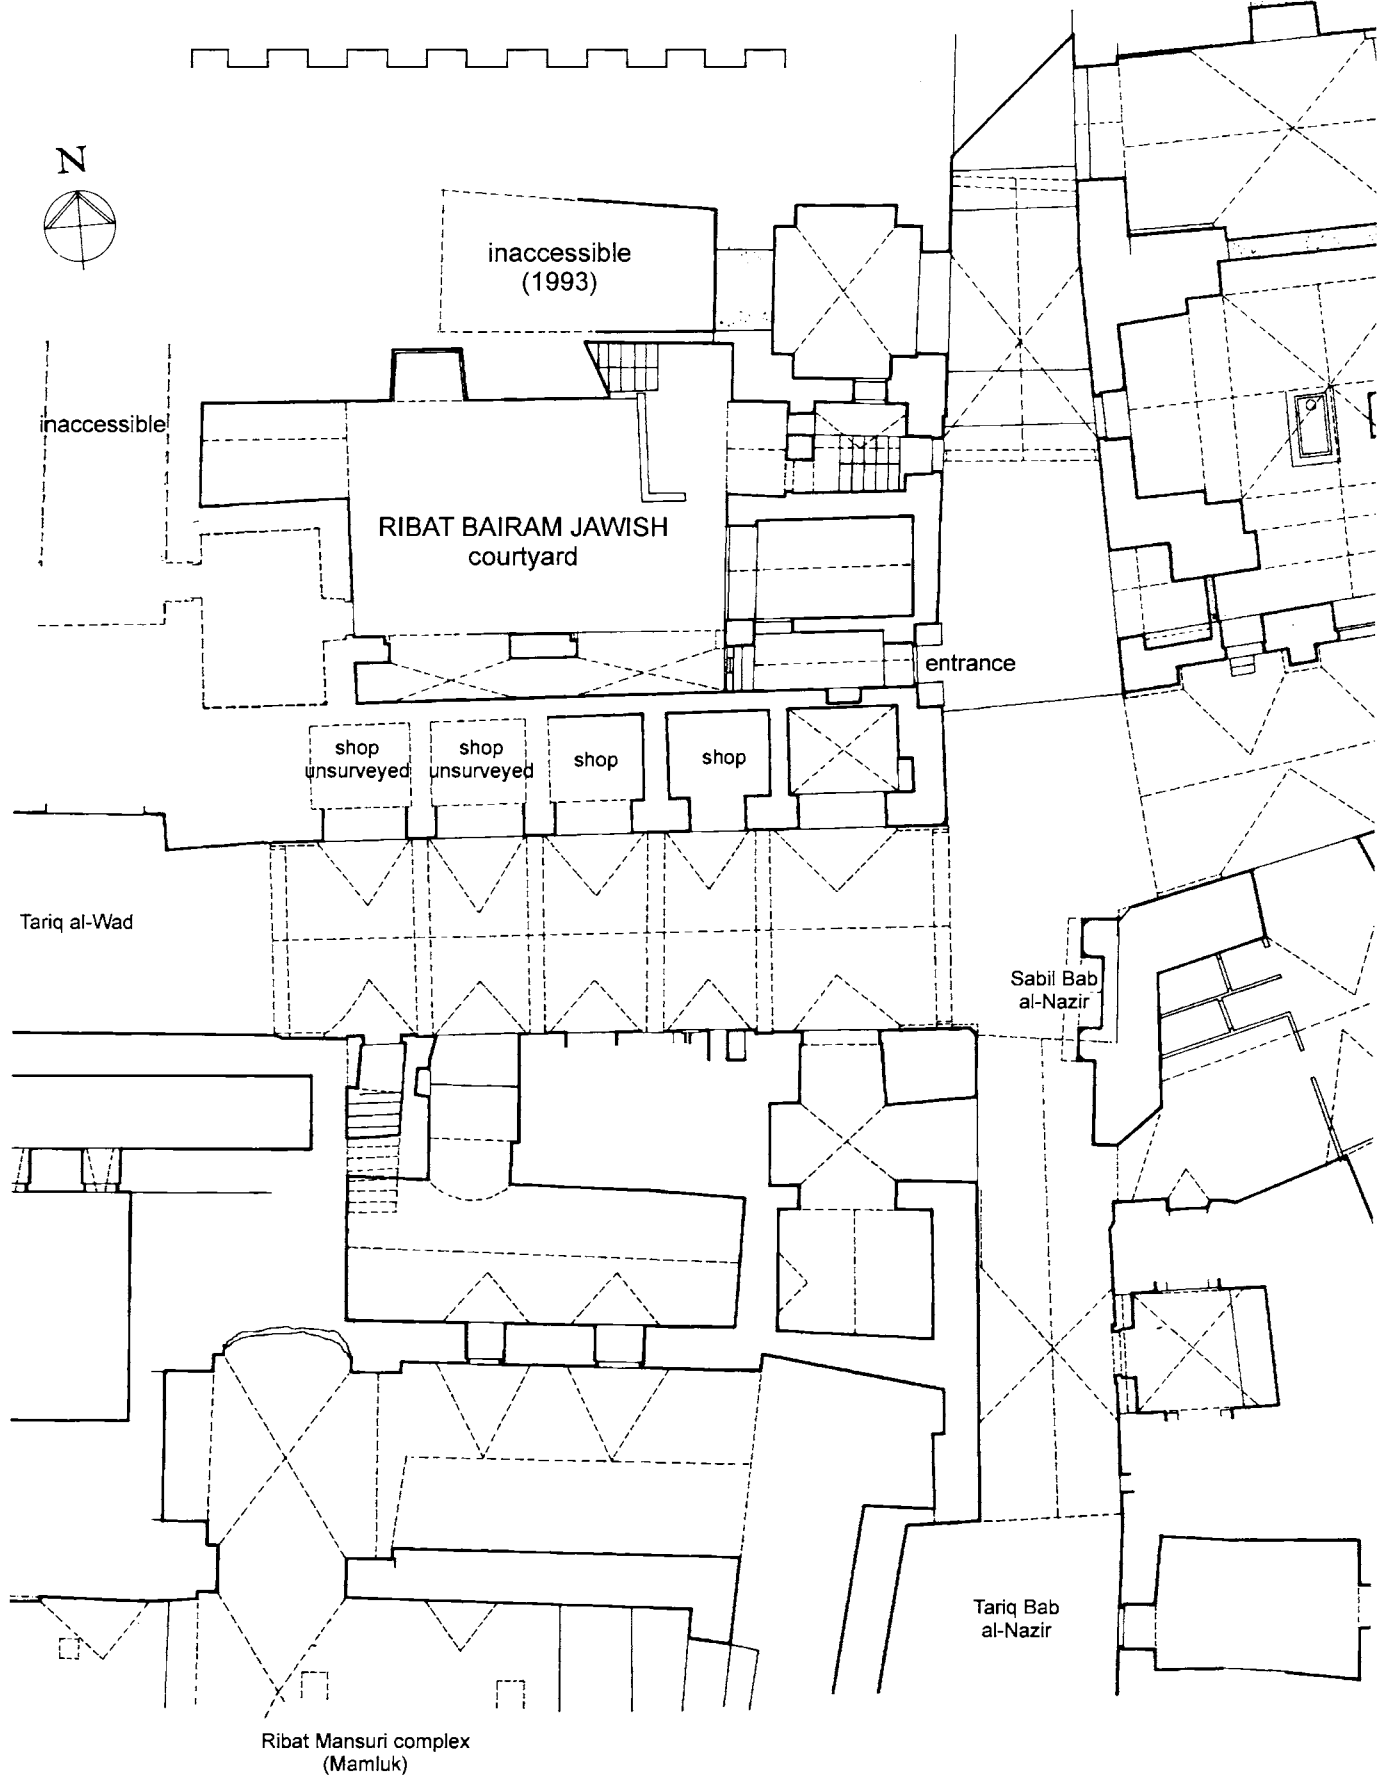 N
inaccessible
(1993)
inaccessible
RIBAT BAIRAM JAWISH
courtyard
entrance
shop
unsurveyed
shop
unsurveyed
shop
shop
Tariq al-Wad
Sabil Bab
al-Nazir
Tariq Bab
al-Nazir
Ribat Mansuri complex
(Mamluk)